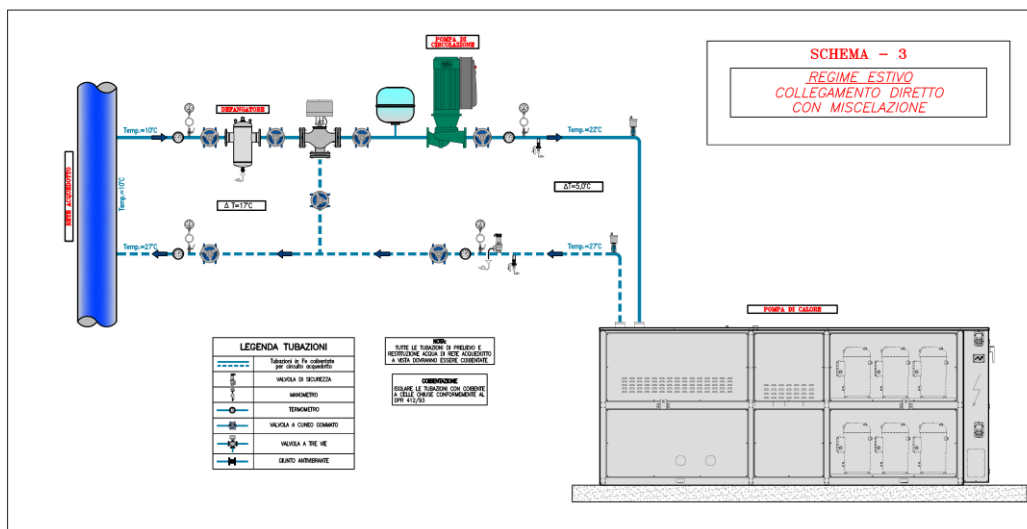 SCHEMA - 3
REGIME ESTIVO
COLLEGAMENTO DIRETTO
CON MISCELAZIONE
POMPA DI
CIRCOLAZIONE
DEFANGATORE
Temp.=10°C
Temp.=22°C
RETE ACQUEDOTTO
Temp.=10°C
Δ T=17°C
ΔT=5,0°C
Temp.=27°C
Temp.=27°C
POMPA DI CALORE
LEGENDA TUBAZIONI
Tubazioni in Fe coibentate
per circuito acquedotto
VALVOLA DI SICUREZZA
MANOMETRO
TERMOMETRO
VALVOLA A CUNEO GOMMATO
VALVOLA A TRE VIE
GIUNTO ANTIVIBRANTE
NOTA:
TUTTE LE TUBAZIONI DI PRELIEVO E
RESTITUZIONE ACQUA DI RETE ACQUEDOTTO
A VISTA DOVRANNO ESSERE COIBENTATE
COIBENTAZIONE
ISOLARE LE TUBAZIONI CON COIBENTE
A CELLE CHIUSE CONFORMEMENTE AL
DPR 412/93